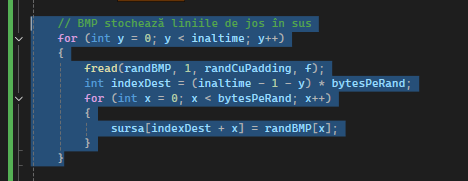 // BMP stochează liniile de jos în sus
for (int y = 0; y < inaltime; y++)
{
fread(randBMP, 1, randCuPadding, f);
int indexDest = (inaltime - 1 - y) * bytesPeRand;
for (int x = 0; x < bytesPeRand; x++)
{
sursa[indexDest + x] = randBMP[x];
}
}